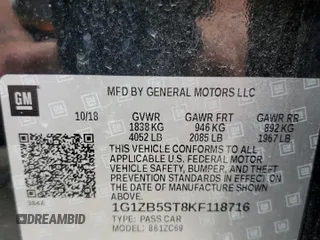 GM
MFD BY GENERAL MOTORS LLC
10/18 GVWR GAWR FRT GAWR RR
1838 KG 946 KG 892 KG
4052 LB 2085 LB 1967 LB
THIS VEHICLE CONFORMS TO ALL
APPLICABLE U.S. FEDERAL MOTOR
VEHICLE SAFETY, BUMPER, AND THEFT
PREVENTION STANDARDS IN EFFECT ON
THE DATE OF MANUFACTURE SHOWN
ABOVE.
1G1ZB5ST8KF118716
TYPE: PASS CAR
MODEL:
RepairableBid